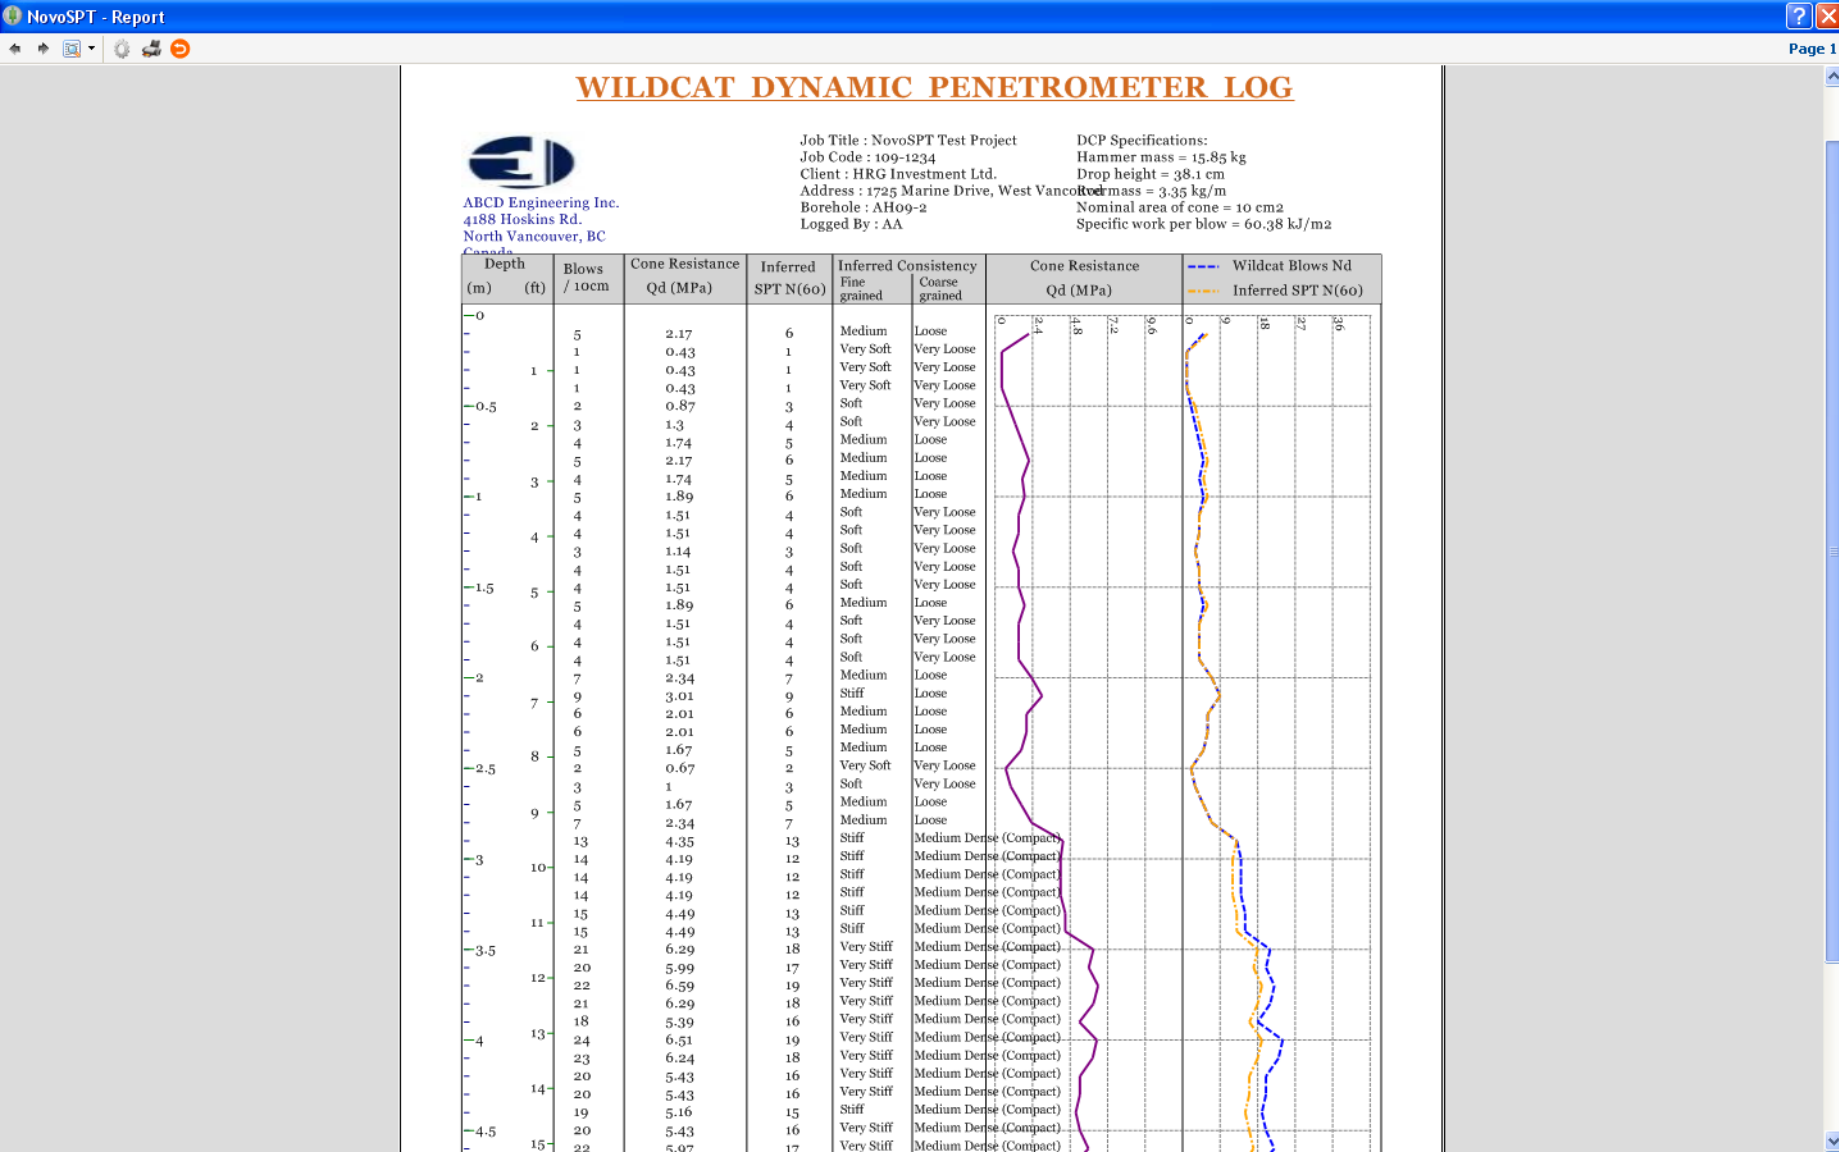 NovoSPT - Report
Page 1
WILDCAT DYNAMIC PENETROMETER LOG
ABCD Engineering Inc.
4188 Hoskins Rd.
North Vancouver, BC
Canada
Job Title : NovoSPT Test Project
Job Code : 109-1234
Client : HRG Investment Ltd.
Address : 1725 Marine Drive, West Vancouver
Borehole : AH09-2
Logged By : AA
DCP Specifications:
Hammer mass = 15.85 kg
Drop height = 38.1 cm
Rod mass = 3.35 kg/m
Nominal area of cone = 10 cm2
Specific work per blow = 60.38 kJ/m2
Depth
(m) (ft)
Blows
/ 10cm
Cone Resistance
Qd (MPa)
Inferred
SPT N(60)
Inferred Consistency
Fine
grained
Coarse
grained
Cone Resistance
Qd (MPa)
Wildcat Blows Nd
Inferred SPT N(60)
0
0 2.4 4.8 7.2 9.6 0 9 18 27 36
5 2.17 6 Medium Loose
1 0.43 1 Very Soft Very Loose
1 1 0.43 1 Very Soft Very Loose
1 0.43 1 Very Soft Very Loose
0.5 2 0.87 3 Soft Very Loose
2 3 1.3 4 Soft Very Loose
4 1.74 5 Medium Loose
5 2.17 6 Medium Loose
3 4 1.74 5 Medium Loose
1 5 1.89 6 Medium Loose
4 1.51 4 Soft Very Loose
4 4 1.51 4 Soft Very Loose
3 1.14 3 Soft Very Loose
4 1.51 4 Soft Very Loose
1.5 5 4 1.51 4 Soft Very Loose
5 1.89 6 Medium Loose
4 1.51 4 Soft Very Loose
6 4 1.51 4 Soft Very Loose
4 1.51 4 Soft Very Loose
2 7 2.34 7 Medium Loose
7 9 3.01 9 Stiff Loose
6 2.01 6 Medium Loose
6 2.01 6 Medium Loose
8 5 1.67 5 Medium Loose
2.5 2 0.67 2 Very Soft Very Loose
3 1 3 Soft Very Loose
9 5 1.67 5 Medium Loose
7 2.34 7 Medium Loose
13 4.35 13 Stiff Medium Dense (Compact)
3 14 4.19 12 Stiff Medium Dense (Compact)
10 14 4.19 12 Stiff Medium Dense (Compact)
14 4.19 12 Stiff Medium Dense (Compact)
15 4.49 13 Stiff Medium Dense (Compact)
11 15 4.49 13 Stiff Medium Dense (Compact)
3.5 21 6.29 18 Very Stiff Medium Dense (Compact)
12 20 5.99 17 Very Stiff Medium Dense (Compact)
22 6.59 19 Very Stiff Medium Dense (Compact)
21 6.29 18 Very Stiff Medium Dense (Compact)
18 5.39 16 Very Stiff Medium Dense (Compact)
4 13 24 6.51 19 Very Stiff Medium Dense (Compact)
23 6.24 18 Very Stiff Medium Dense (Compact)
20 5.43 16 Very Stiff Medium Dense (Compact)
14 20 5.43 16 Very Stiff Medium Dense (Compact)
19 5.16 15 Stiff Medium Dense (Compact)
4.5 20 5.43 16 Very Stiff Medium Dense (Compact)
15 22 5.97 17 Very Stiff Medium Dense (Compact)